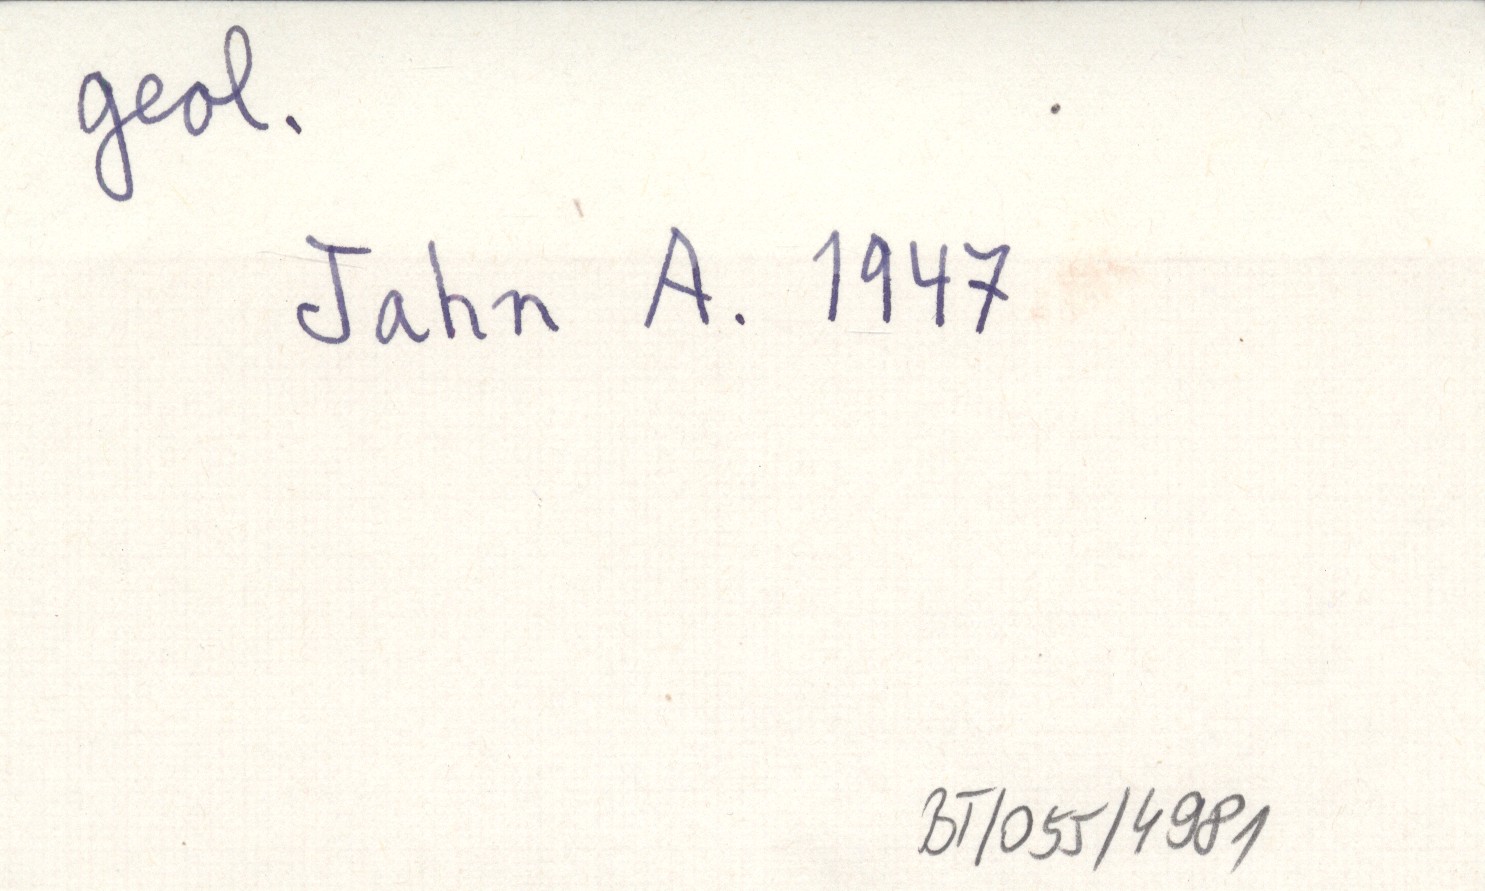 geol.
Jahn A. 1947
BT/055/4981